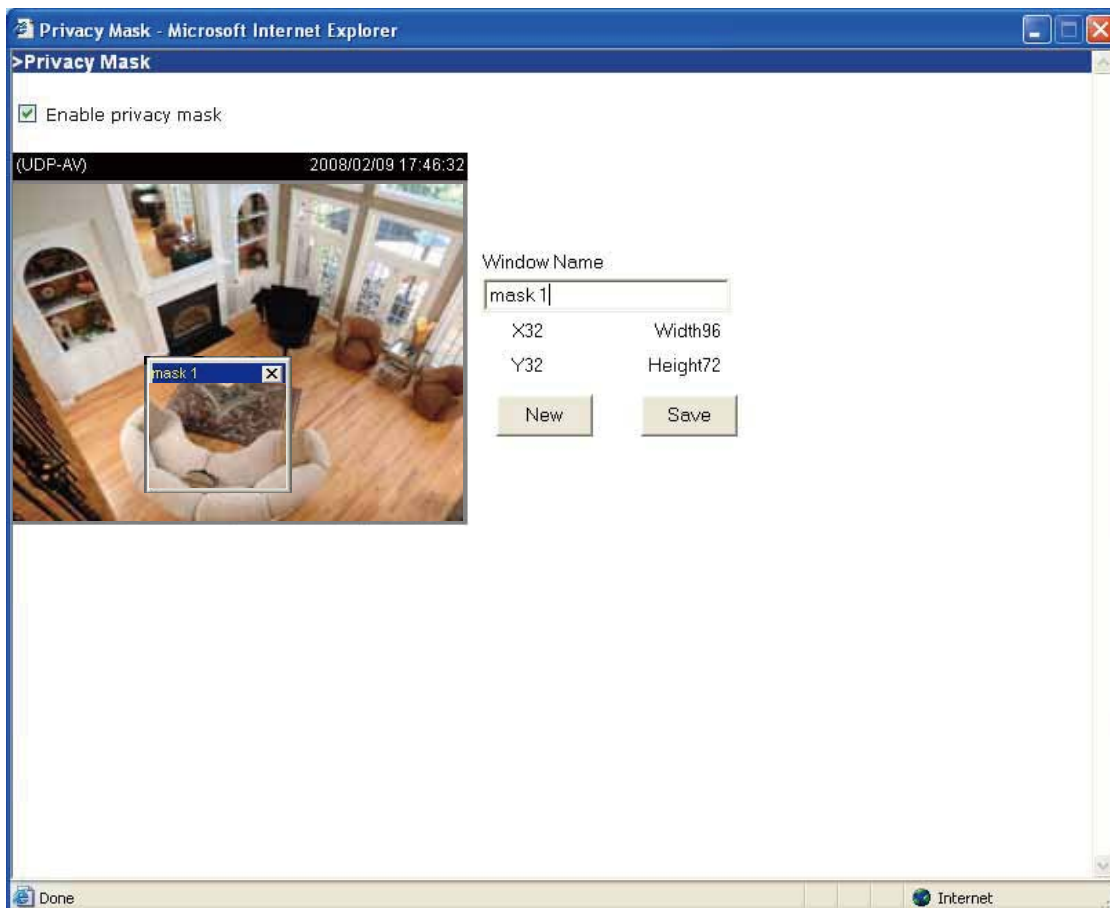 Privacy Mask - Microsoft Internet Explorer
>Privacy Mask
Enable privacy mask
(UDP-AV) 2008/02/09 17:46:32
Window Name
mask 1
X32 Width96
Y32 Height72
mask 1
New Save
Done Internet